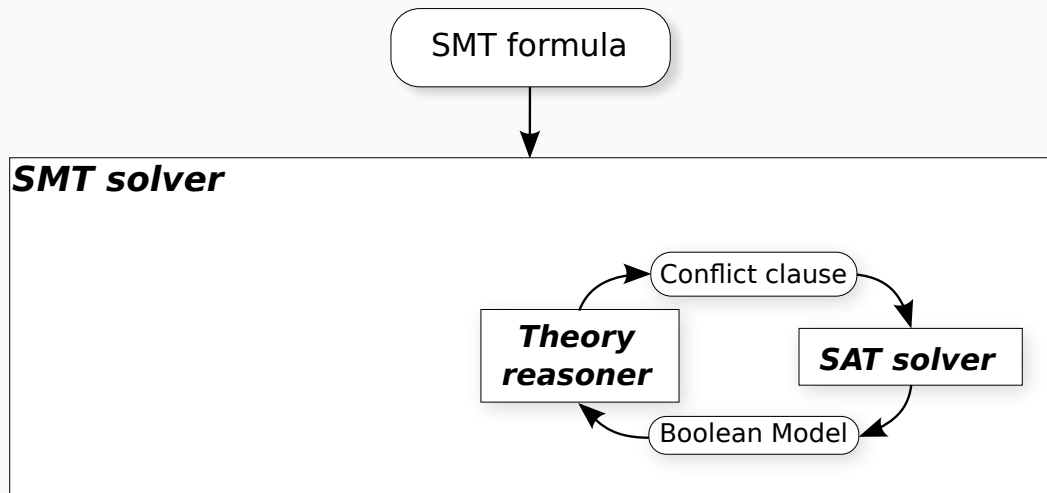 SMT formula
SMT solver
Conflict clause
Theory
reasoner
SAT solver
Boolean Model